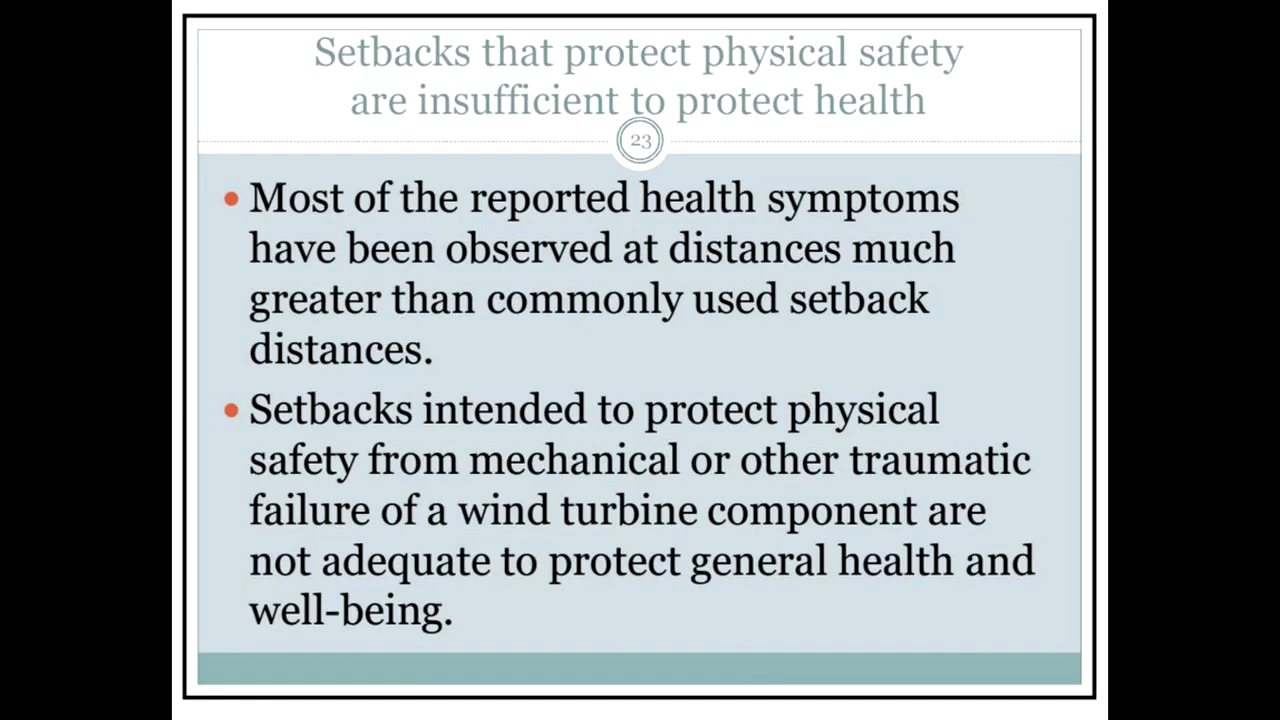 Setbacks that protect physical safety
are insufficient to protect health
23
• Most of the reported health symptoms
have been observed at distances much
greater than commonly used setback
distances.
• Setbacks intended to protect physical
safety from mechanical or other traumatic
failure of a wind turbine component are
not adequate to protect general health and
well-being.